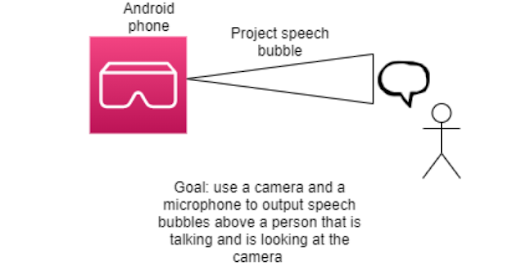 Android
phone
Project speech
bubble
Goal: use a camera and a
microphone to output speech
bubbles above a person that is
talking and is looking at the
camera